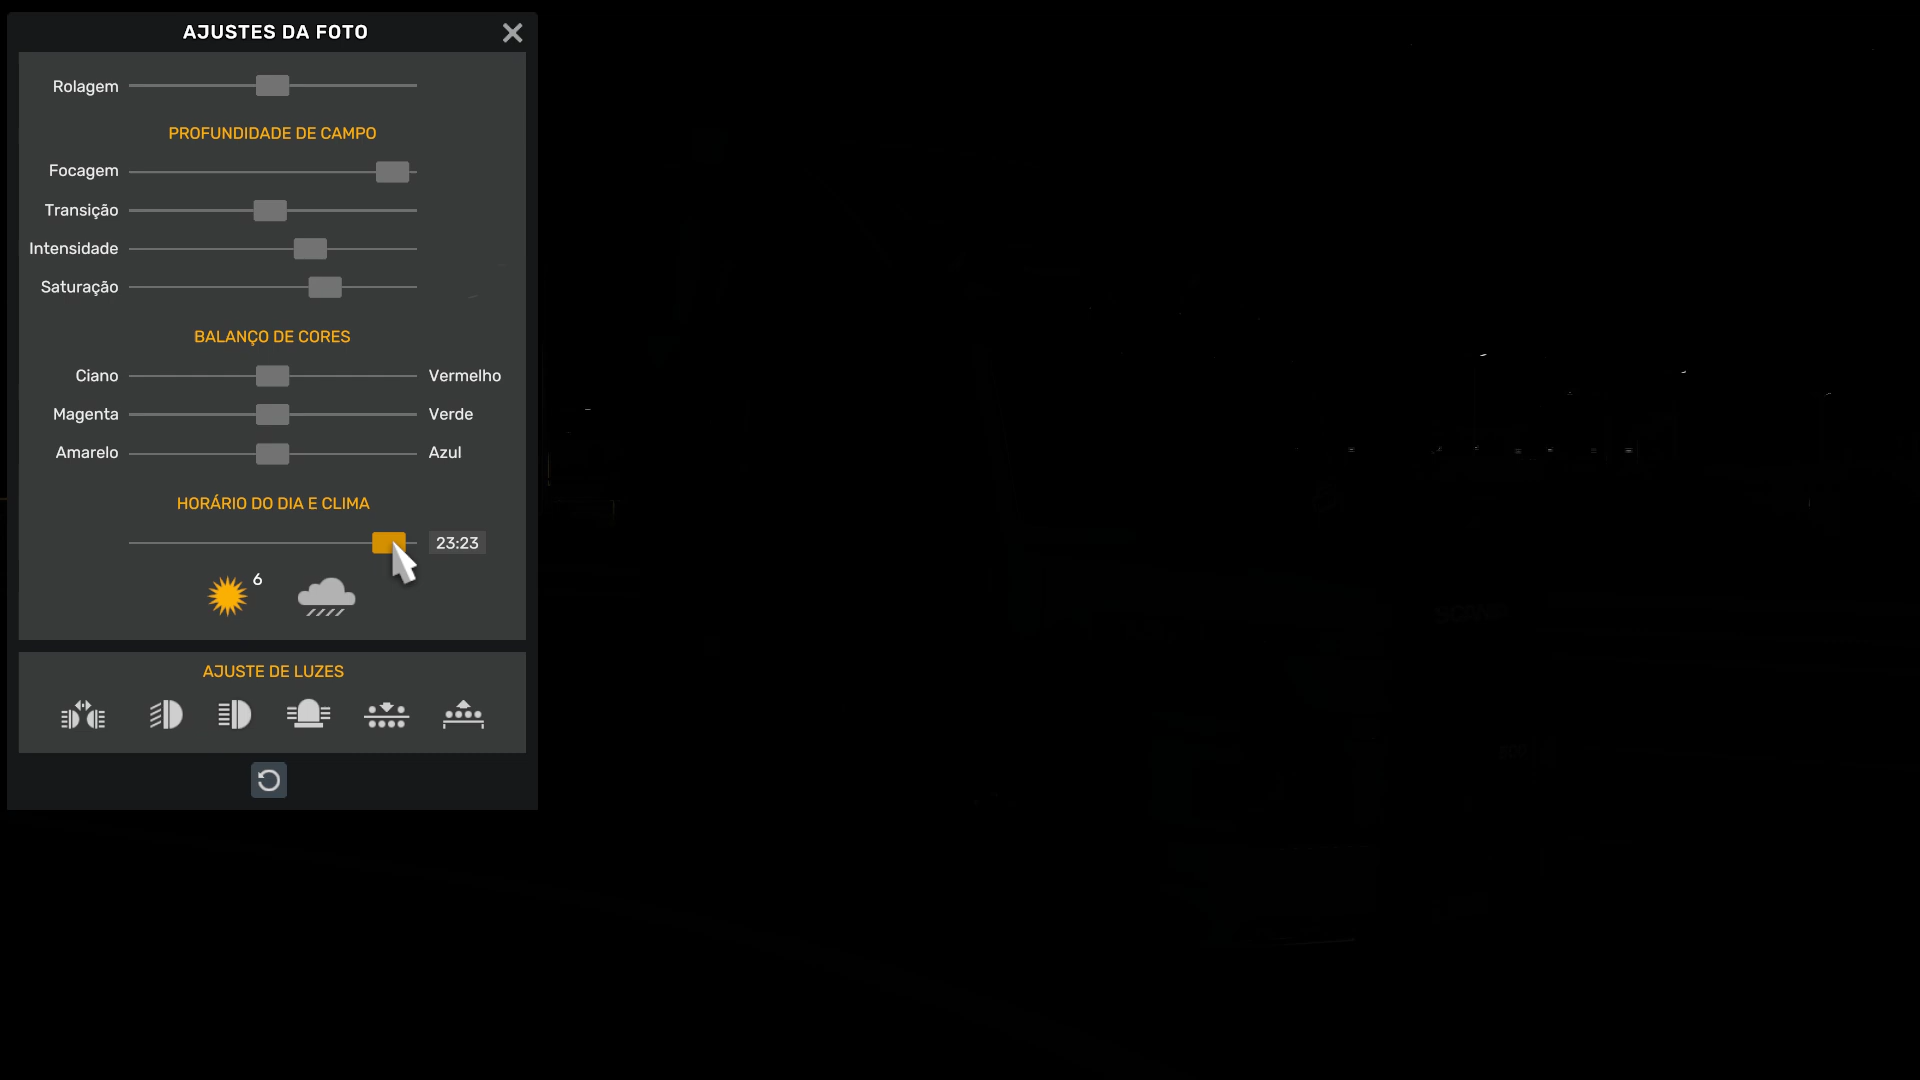 AJUSTES DA FOTO
Rolagem
PROFUNDIDADE DE CAMPO
Focagem
Transição
Intensidade
Saturação
BALANÇO DE CORES
Ciano Vermelho
Magenta Verde
Amarelo Azul
HORÁRIO DO DIA E CLIMA
23:23
6
AJUSTE DE LUZES